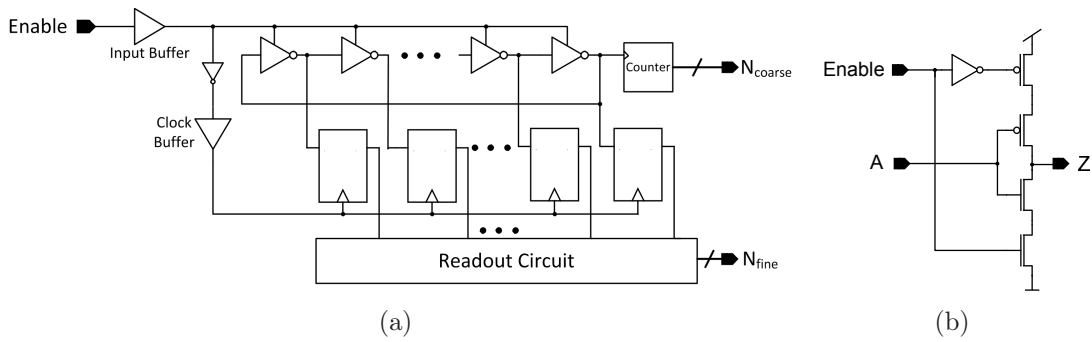 Enable
Input Buffer
Clock
Buffer
Counter
N_coarse
Readout Circuit
N_fine
(a)
Enable
A
Z
(b)